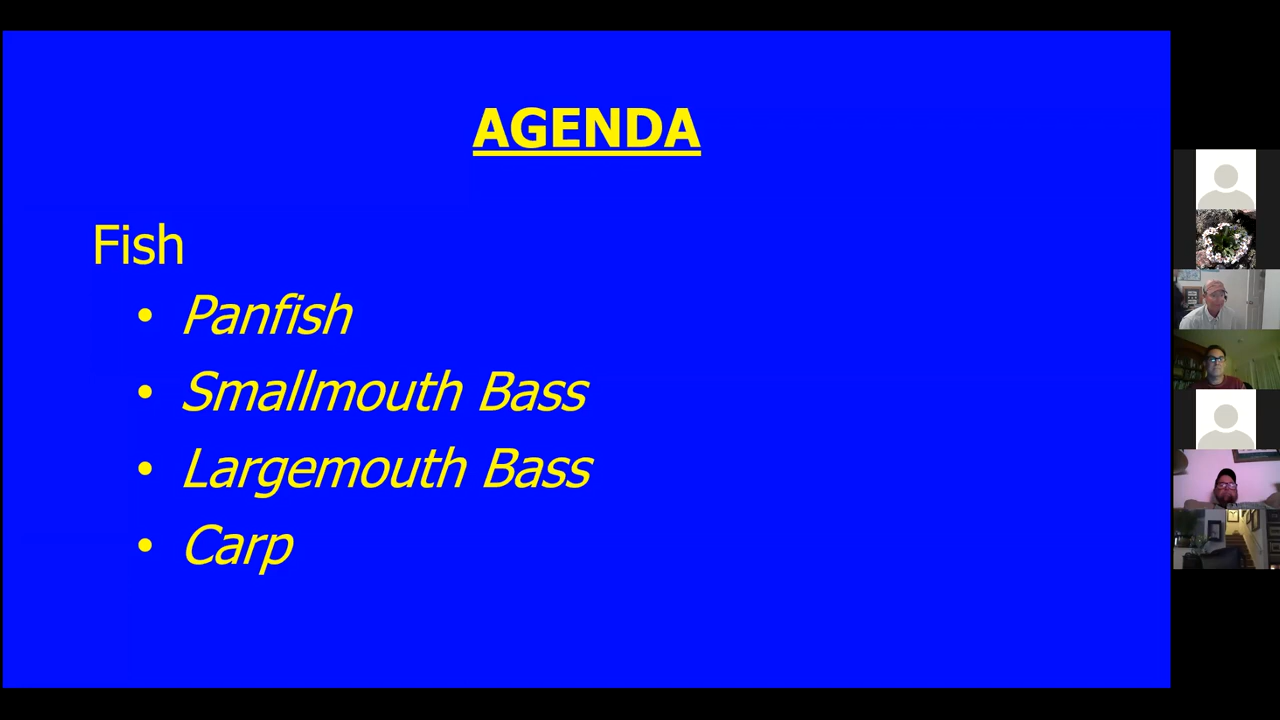 AGENDA
Fish
• Panfish
• Smallmouth Bass
• Largemouth Bass
• Carp